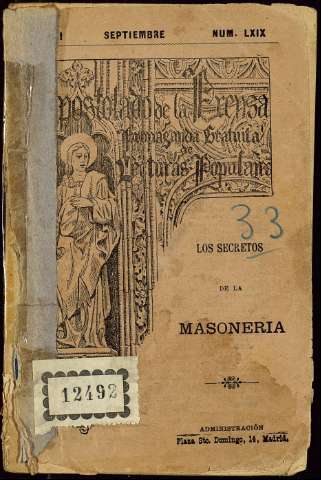 SEPTIEMBRE NUM. LXIX
postolado de la Prensa
Propaganda Gratuita
de
Lecturas Populares
33
LOS SECRETOS
DE LA
MASONERIA
12492
ADMINISTRACIÓN
Plaza Sto. Domingo, 14, Madrid.